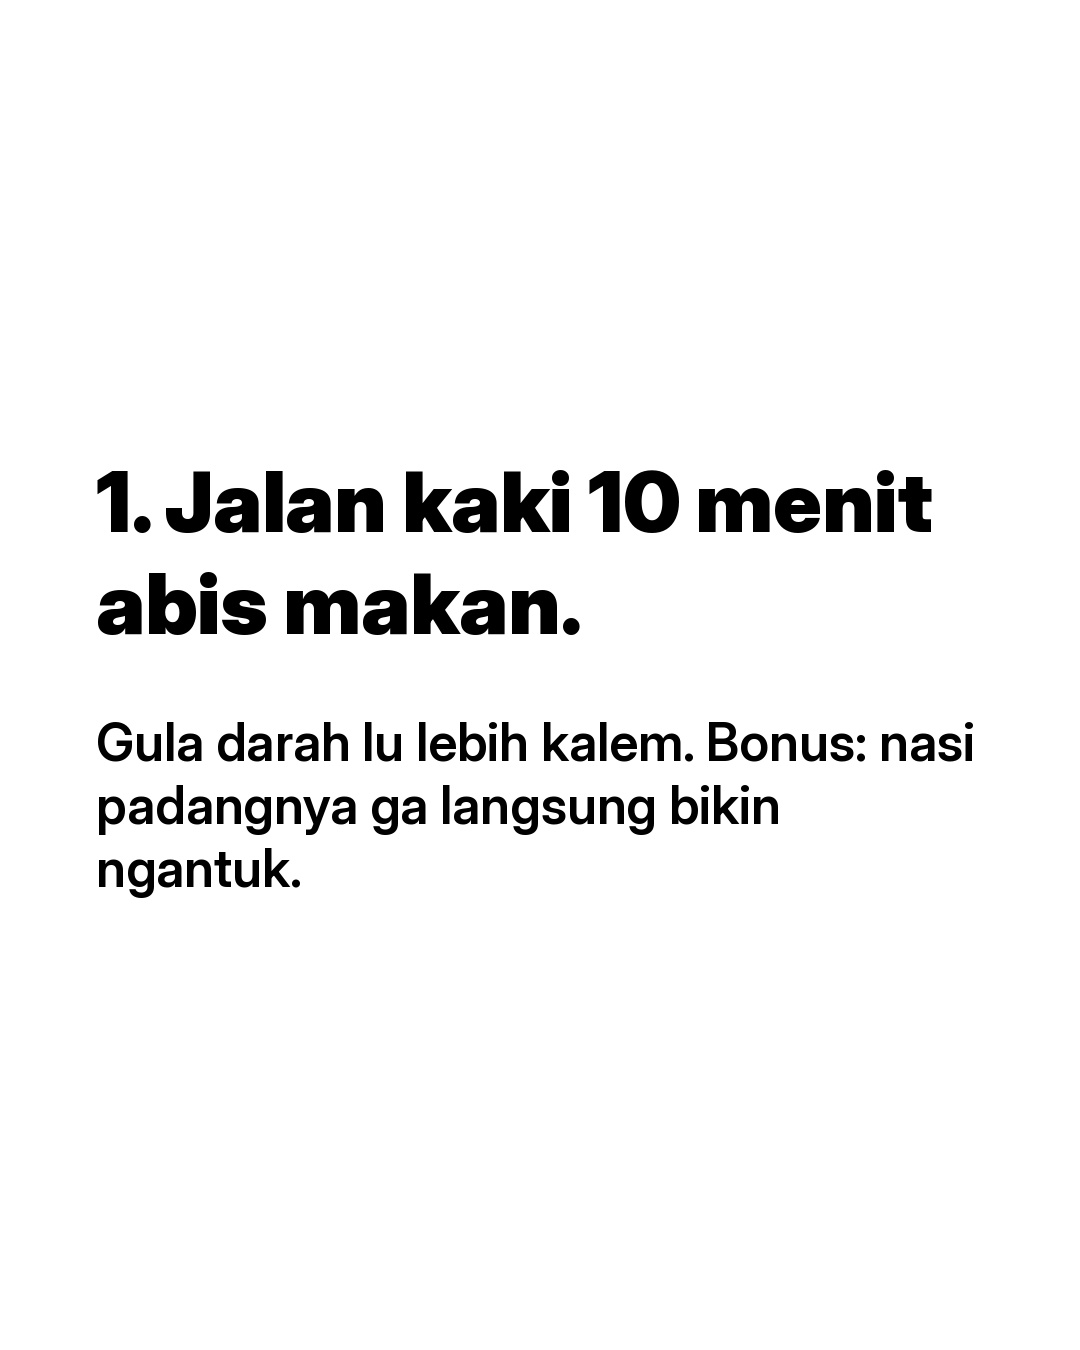 1. Jalan kaki 10 menit
abis makan.
Gula darah lu lebih kalem. Bonus: nasi
padangnya ga langsung bikin
ngantuk.